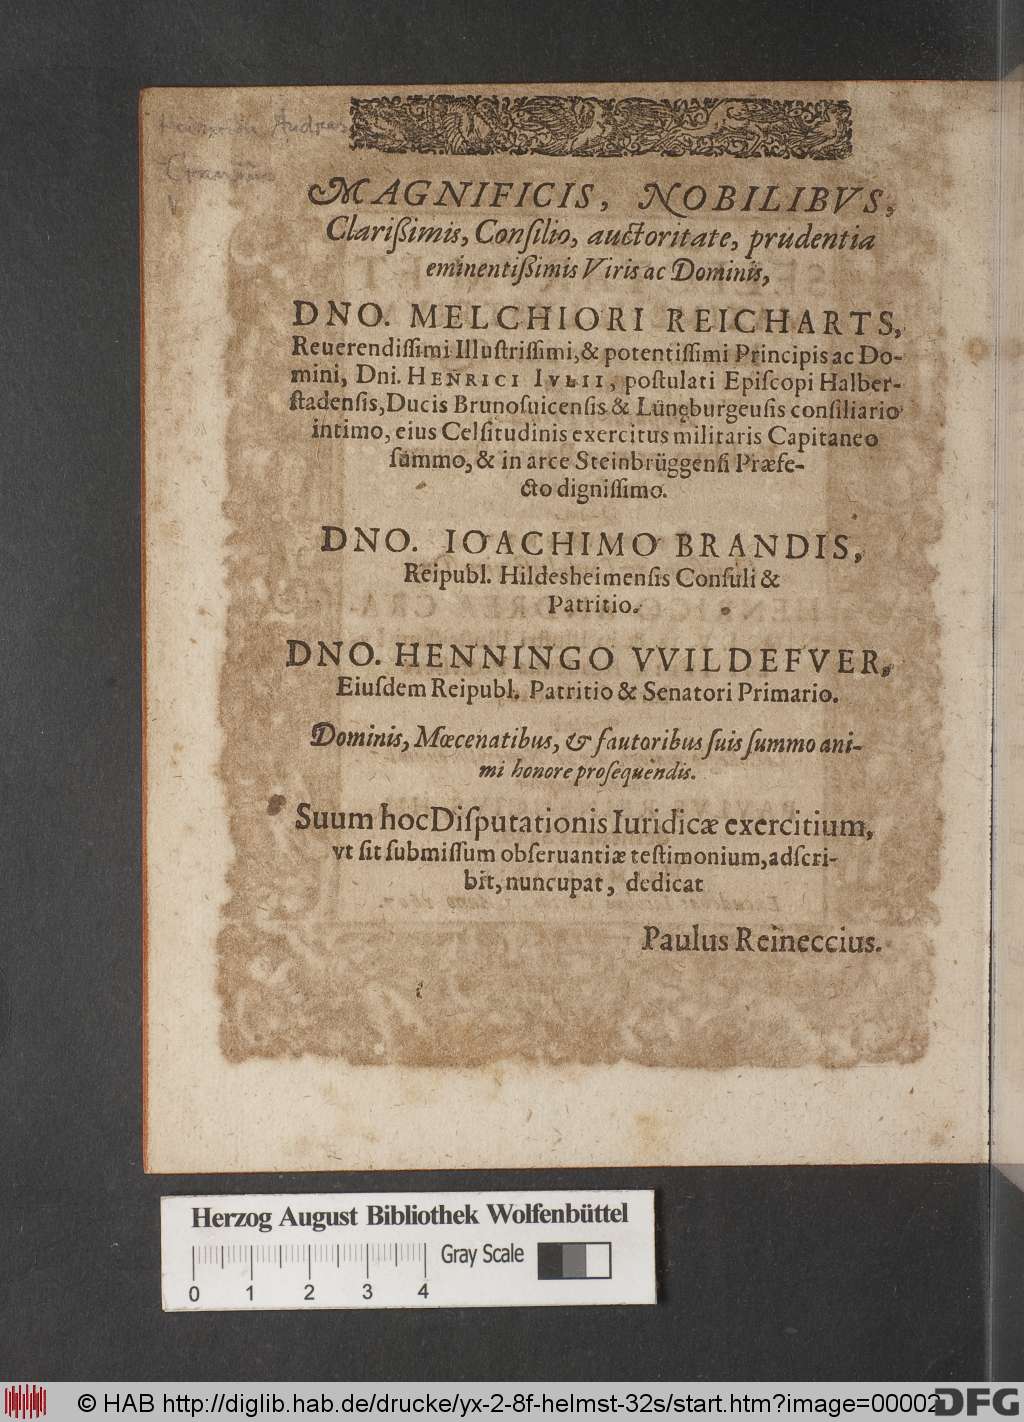 Heinrich Andreas
Cranius
MAGNIFICIS, NOBILIBVS,
Clarißimis, Conſilio, auctoritate, prudentia
eminentißimis Viris ac Dominis,
DNO. MELCHIORI REICHARTS,
Reuerendiſſimi Illuſtriſſimi, & potentiſſimi Principis ac Do-
mini, Dni. HENRICI IVLII, poſtulati Epiſcopi Halber-
ſtadenſis, Ducis Brunoſuicenſis & Lünęburgeuſis conſiliario
intimo, eius Celſitudinis exercitus militaris Capitaneo
ſummo, & in arce Steinbrüggenſi Præfe-
cto digniſſimo.
DNO. IOACHIMO BRANDIS,
Reipubl. Hildesheimenſis Conſuli &
Patritio.
DNO. HENNINGO VVILDEFVER,
Eiuſdem Reipubl. Patritio & Senatori Primario.
Dominis, Mœcenatibus, & fautoribus ſuis ſummo ani-
mi honore proſequendis.
Suum hoc Diſputationis Iuridicæ exercitium,
vt ſit ſubmiſſum obſeruantiæ teſtimonium, adſcri-
bit, nuncupat, dedicat
Paulus Reineccius.
Herzog August Bibliothek Wolfenbüttel
Gray Scale
0 1 2 3 4
© HAB http://diglib.hab.de/drucke/yx-2-8f-helmst-32s/start.htm?image=00002
DFG